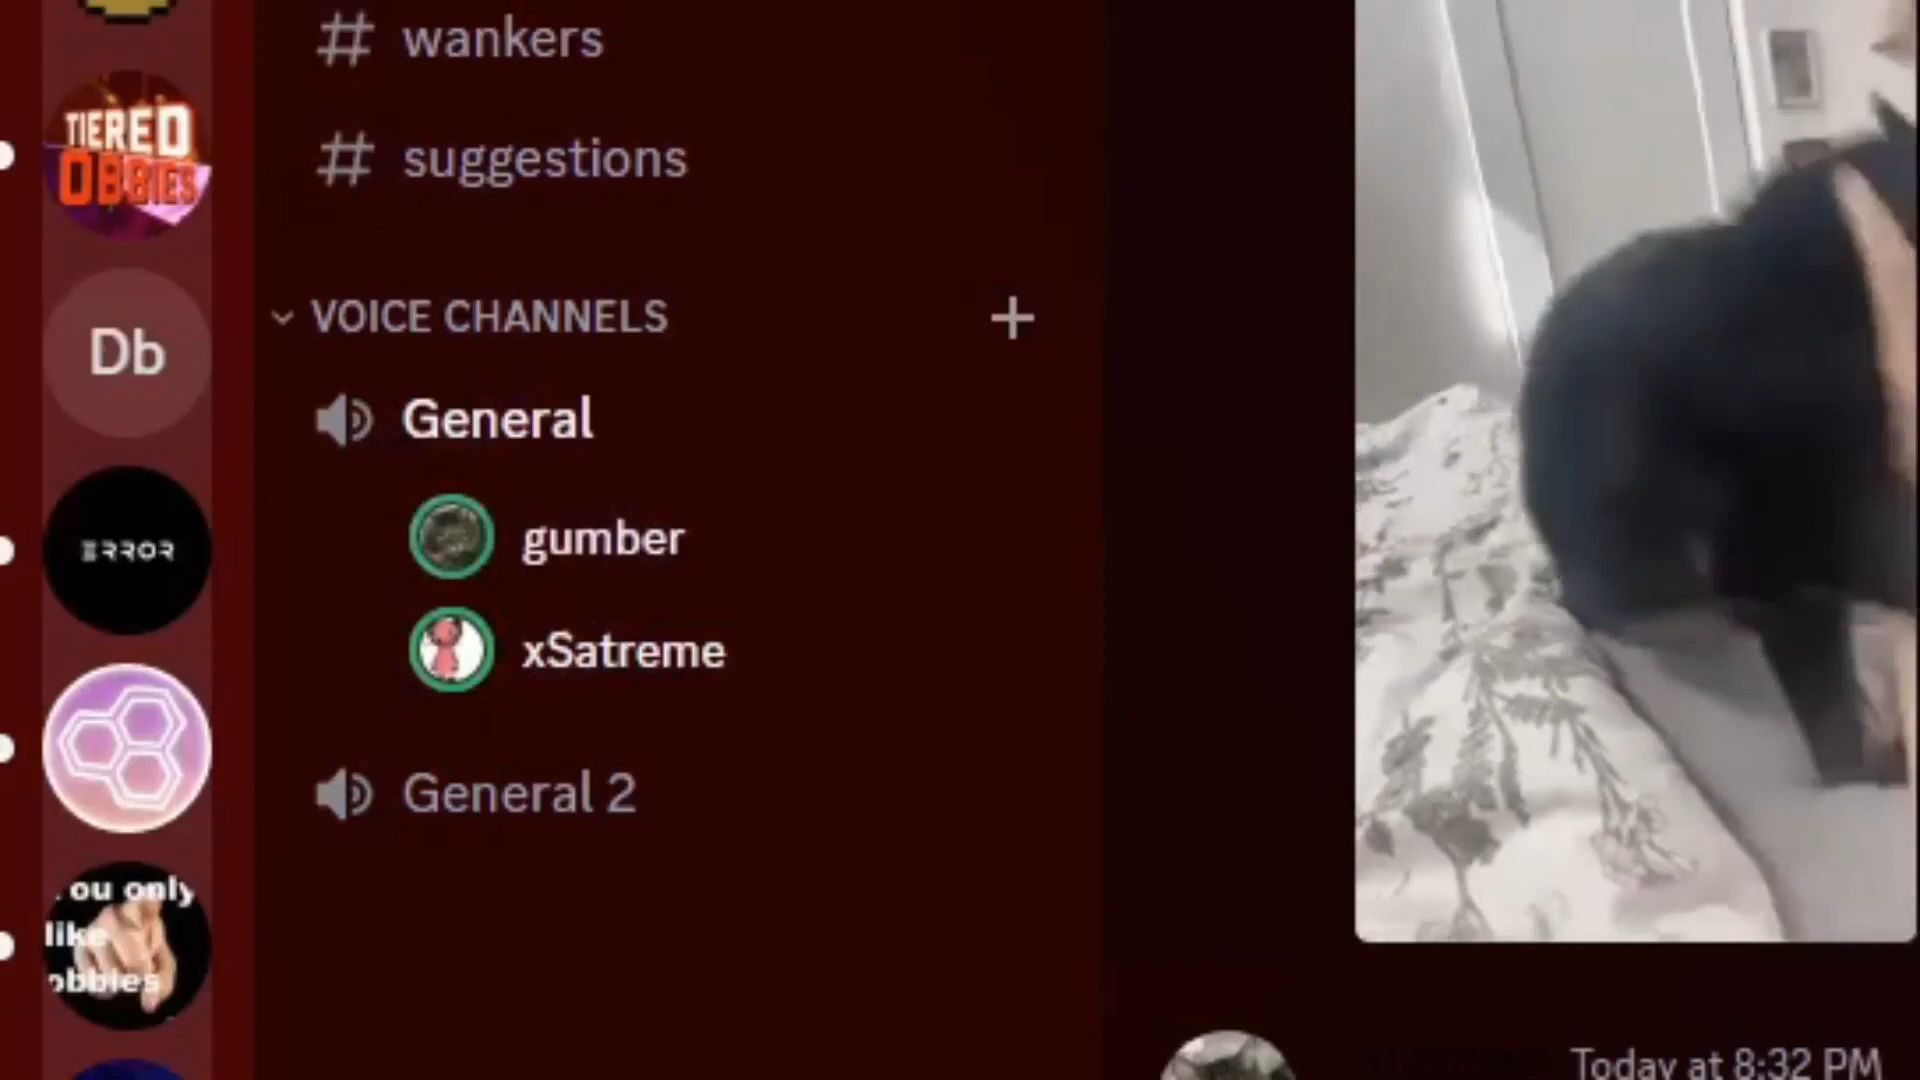 # wankers
TIERED
OBBIES
# suggestions
Db
VOICE CHANNELS
General
ERROR
gumber
xSatreme
General 2
ou only
like
obbies
Today at 8:32 PM